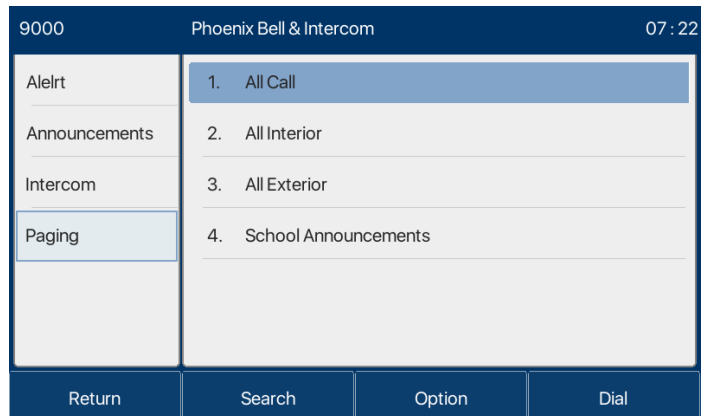 9000 Phoenix Bell & Intercom 07:22
Alelrt
Announcements
Intercom
Paging
1. All Call
2. All Interior
3. All Exterior
4. School Announcements
Return Search Option Dial